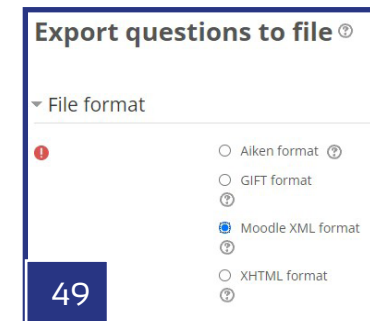 Export questions to file
File format
Aiken format
GIFT format
Moodle XML format
XHTML format
49